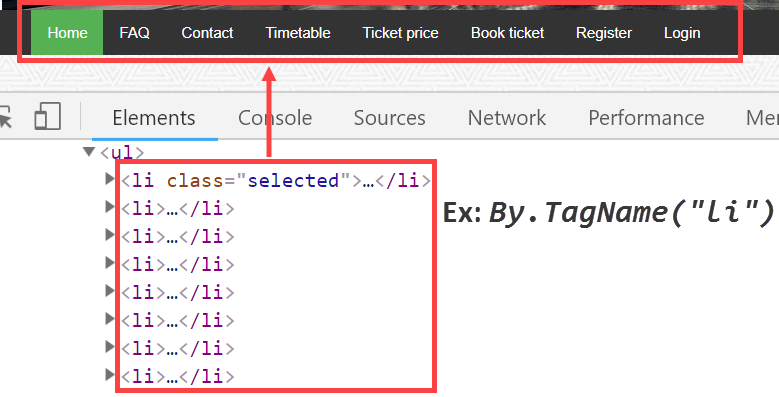 Home FAQ Contact Timetable Ticket price Book ticket Register Login
Elements Console Sources Network Performance Mer
<ul>
<li class="selected">…</li>
<li>…</li>
Ex: By.TagName("li")
<li>…</li>
<li>…</li>
<li>…</li>
<li>…</li>
<li>…</li>
<li>…</li>